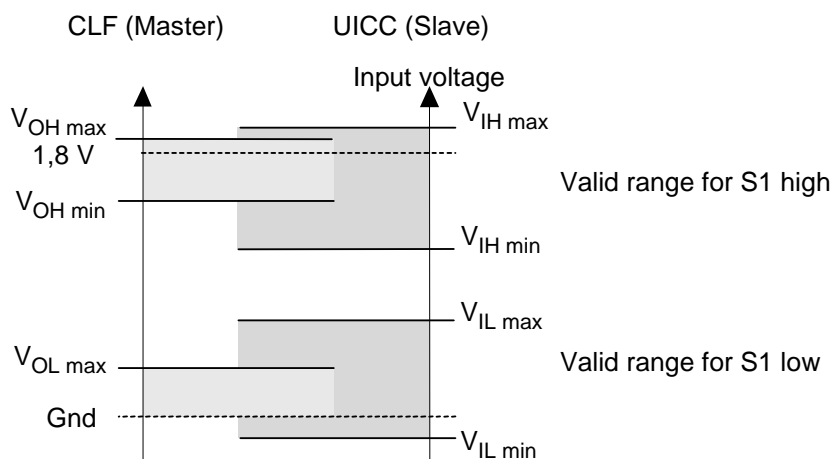 CLF (Master)
UICC (Slave)
Input voltage
VOH max
VIH max
1,8 V
Valid range for S1 high
VOH min
VIH min
VIL max
VOL max
Valid range for S1 low
Gnd
VIL min